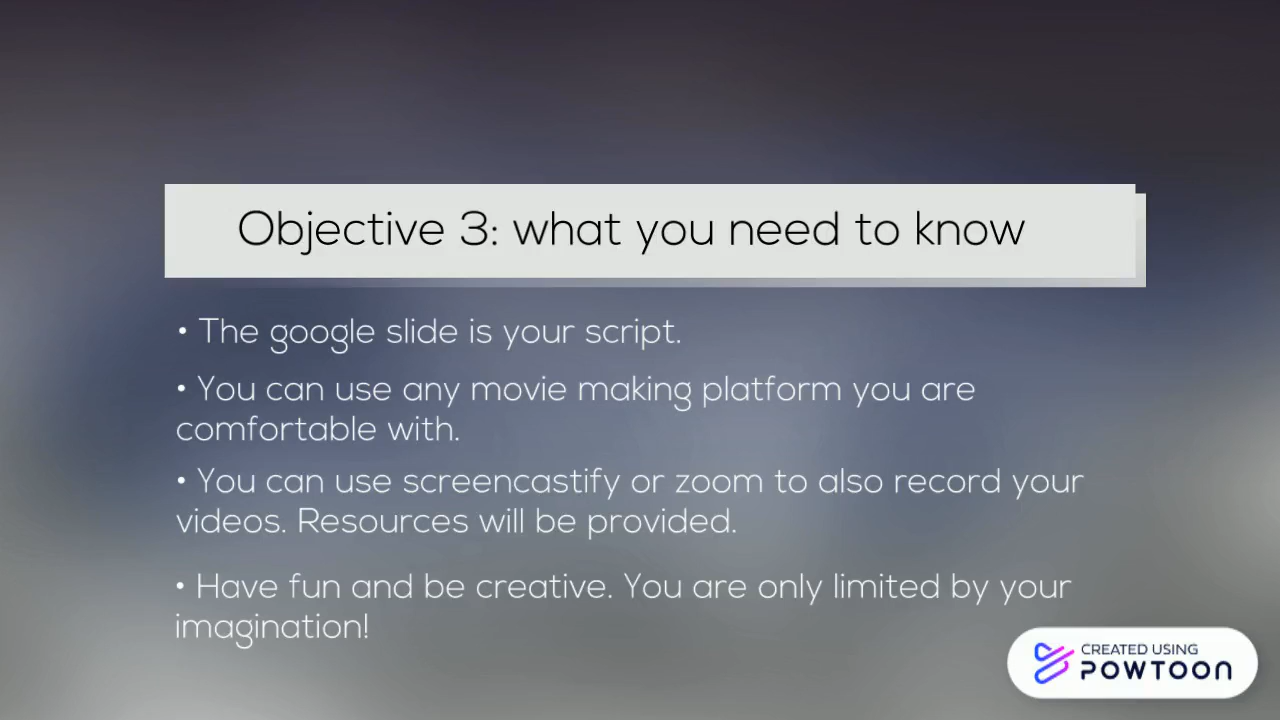 Objective 3: what you need to know
• The google slide is your script.
• You can use any movie making platform you are
comfortable with.
• You can use screencastify or zoom to also record your
videos. Resources will be provided.
• Have fun and be creative. You are only limited by your
imagination!
CREATED USING
POWTOON